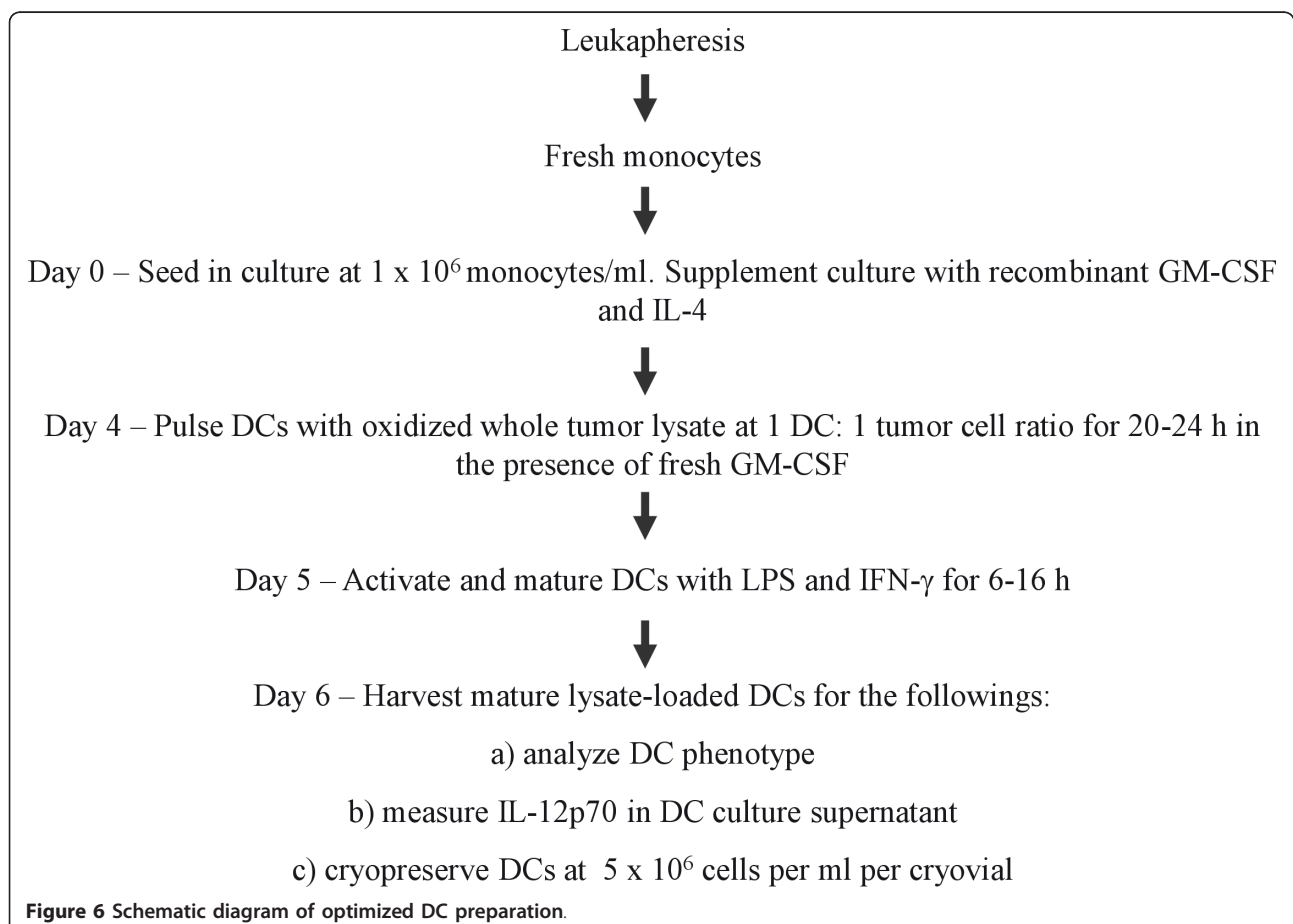 Leukapheresis
Fresh monocytes
Day 0 – Seed in culture at 1 x 10⁶ monocytes/ml. Supplement culture with recombinant GM-CSF
and IL-4
Day 4 – Pulse DCs with oxidized whole tumor lysate at 1 DC: 1 tumor cell ratio for 20-24 h in
the presence of fresh GM-CSF
Day 5 – Activate and mature DCs with LPS and IFN-γ for 6-16 h
Day 6 – Harvest mature lysate-loaded DCs for the followings:
a) analyze DC phenotype
b) measure IL-12p70 in DC culture supernatant
c) cryopreserve DCs at 5 x 10⁶ cells per ml per cryovial
Figure 6 Schematic diagram of optimized DC preparation.